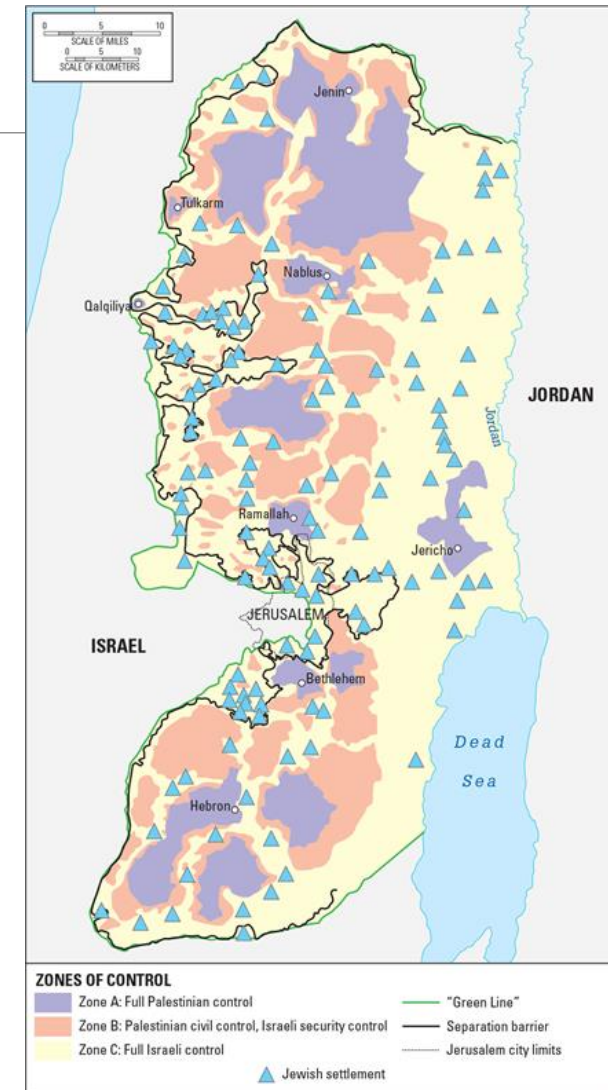 0 5 10
SCALE OF MILES
0 5 10
SCALE OF KILOMETERS
Jenin
Tulkarm
Nablus
Qalqiliya
JORDAN
Jordan
Ramallah
Jericho
JERUSALEM
ISRAEL
Bethlehem
Dead
Sea
Hebron
ZONES OF CONTROL
Zone A: Full Palestinian control
Zone B: Palestinian civil control, Israeli security control
Zone C: Full Israeli control
"Green Line"
Separation barrier
Jerusalem city limits
Jewish settlement